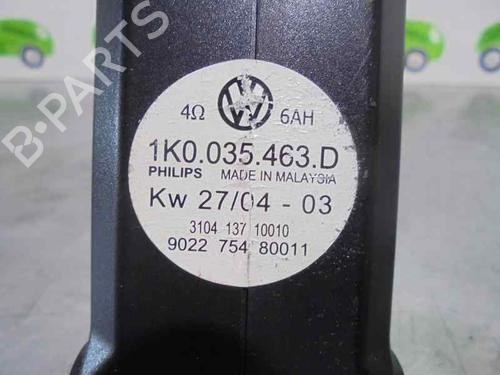 4Ω 6AH
1K0.035.463.D
PHILIPS MADE IN MALAYSIA
Kw 27/04 - 03
3104 137 10010
9022 754 80011
B-PARTS